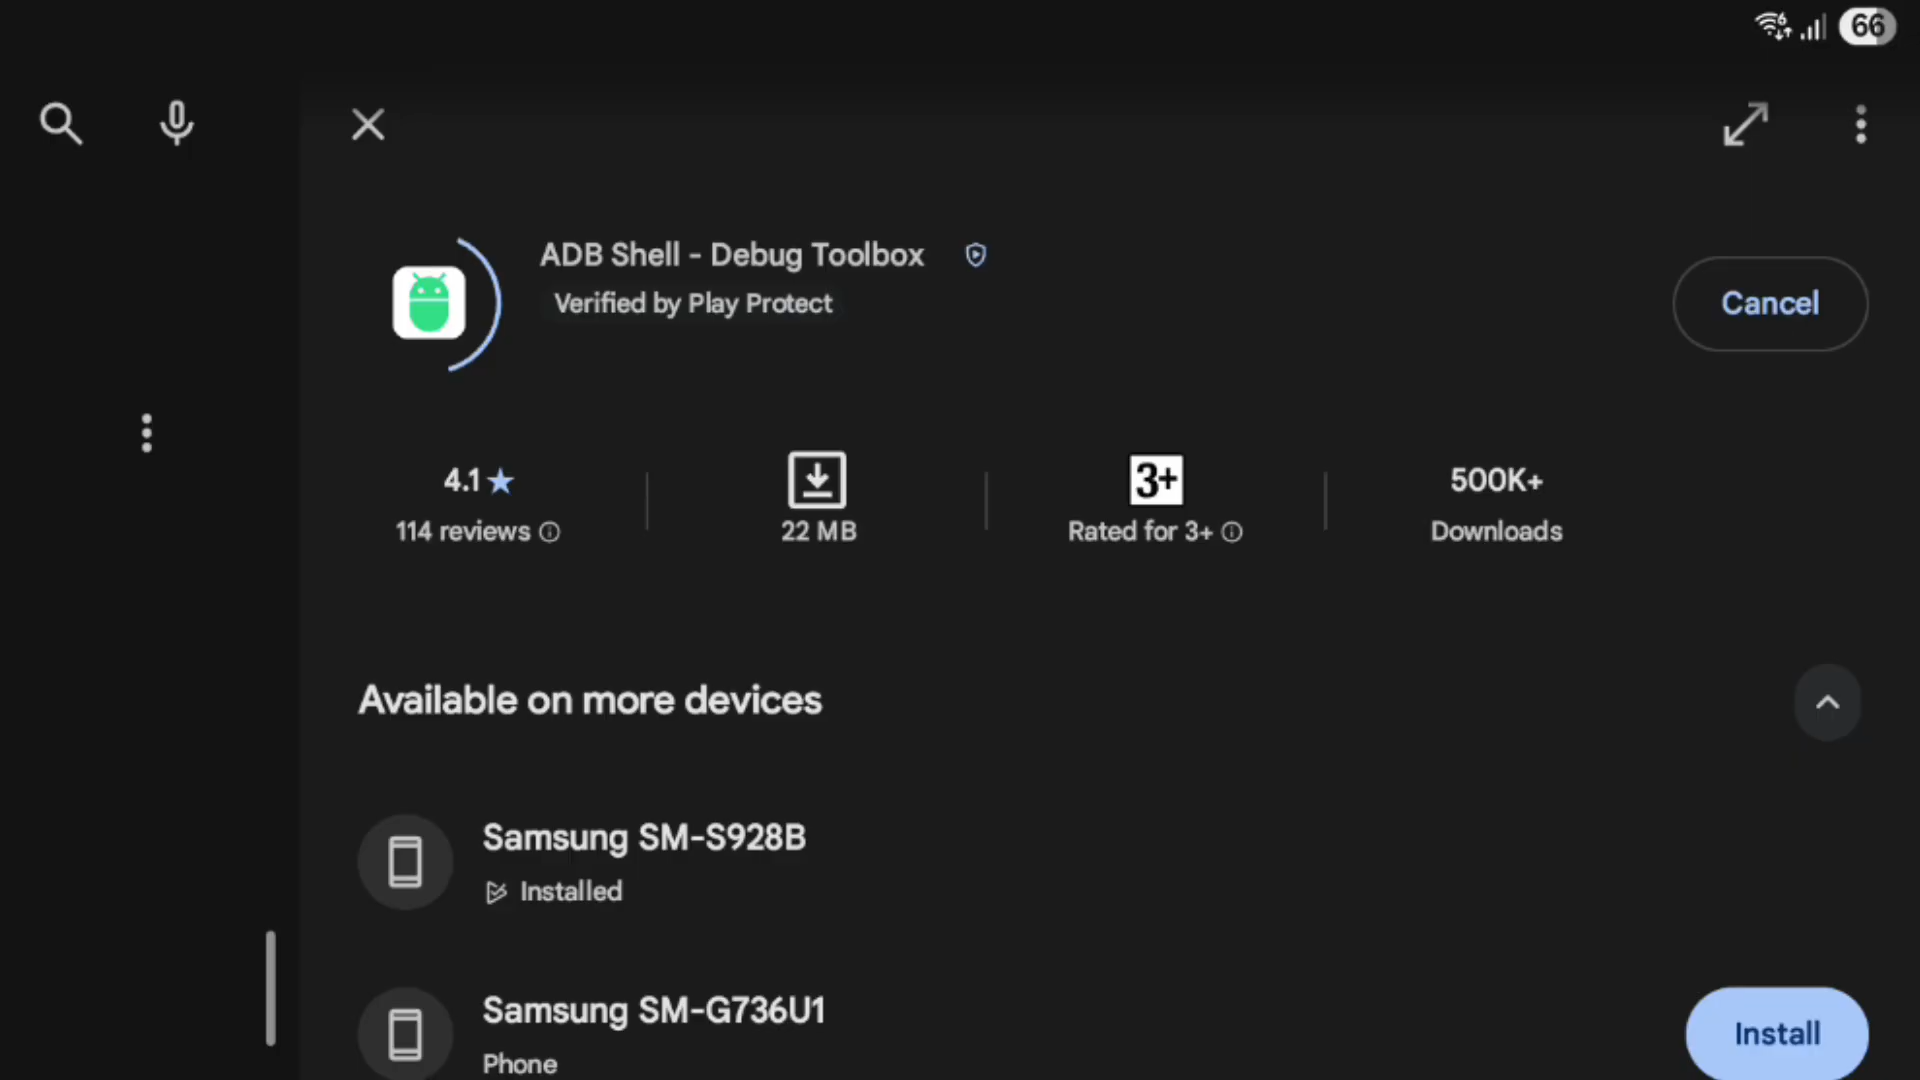 66
ADB Shell - Debug Toolbox
Verified by Play Protect
Cancel
4.1★
114 reviews
22 MB
3+
Rated for 3+
500K+
Downloads
Available on more devices
Samsung SM-S928B
Installed
Samsung SM-G736U1
Phone
Install